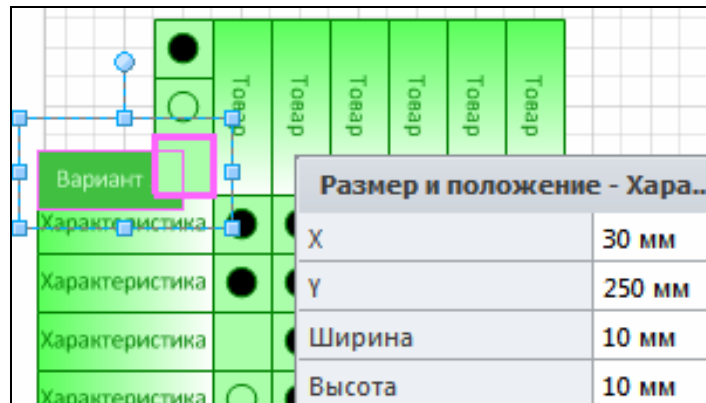 Товар Товар Товар Товар Товар Товар
Вариант
Размер и положение - Хара...
Характеристика
X 30 мм
Характеристика
Y 250 мм
Характеристика
Ширина 10 мм
Характеристика
Высота 10 мм